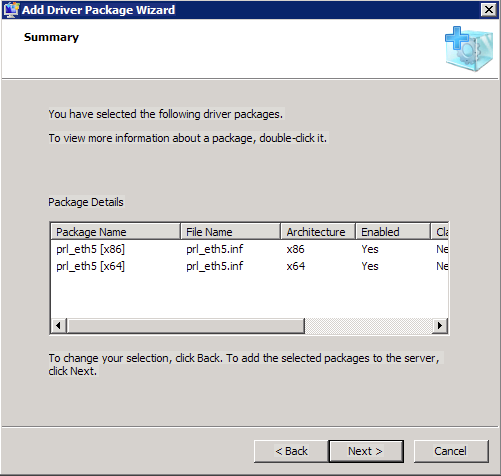 Add Driver Package Wizard
Summary
You have selected the following driver packages.
To view more information about a package, double-click it.
Package Details
Package Name File Name Architecture Enabled Cla
prl_eth5 [x86] prl_eth5.inf x86 Yes Ne
prl_eth5 [x64] prl_eth5.inf x64 Yes Ne
To change your selection, click Back. To add the selected packages to the server,
click Next.
< Back Next > Cancel